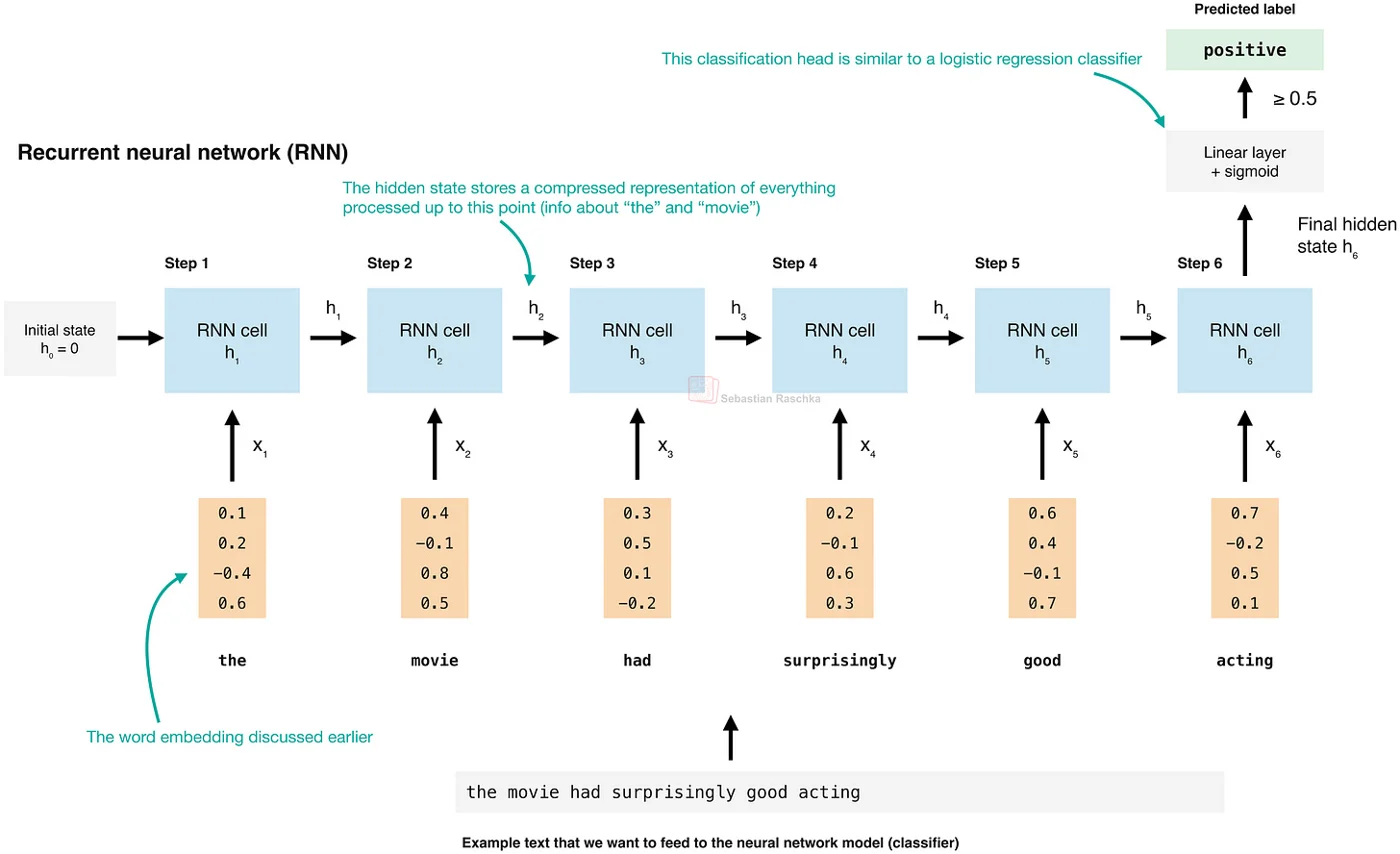 Predicted label
positive
This classification head is similar to a logistic regression classifier
≥ 0.5
Recurrent neural network (RNN)
Linear layer
+ sigmoid
The hidden state stores a compressed representation of everything
processed up to this point (info about “the” and “movie”)
Final hidden
state h₆
Step 1
Step 2
Step 3
Step 4
Step 5
Step 6
Initial state
h₀ = 0
RNN cell
h₁
h₁
RNN cell
h₂
h₂
RNN cell
h₃
h₃
RNN cell
h₄
h₄
RNN cell
h₅
h₅
RNN cell
h₆
Sebastian Raschka
x₁
x₂
x₃
x₄
x₅
x₆
0.1
0.2
−0.4
0.6
the
0.4
−0.1
0.8
0.5
movie
0.3
0.5
0.1
−0.2
had
0.2
−0.1
0.6
0.3
surprisingly
0.6
0.4
−0.1
0.7
good
0.7
−0.2
0.5
0.1
acting
The word embedding discussed earlier
the movie had surprisingly good acting
Example text that we want to feed to the neural network model (classifier)